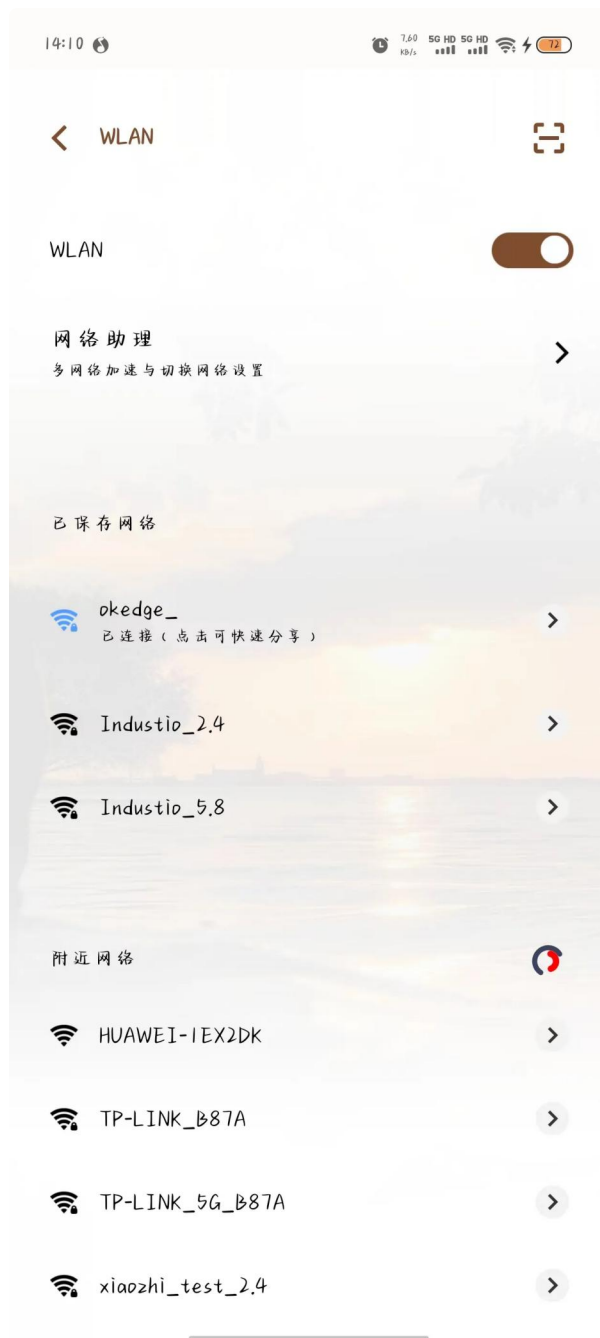 14:10
7.60 KB/s 5G HD 5G HD 72
WLAN
WLAN
网络助理
多网络加速与切换网络设置
已保存网络
okedge_
已连接(点击可快速分享)
Industio_2.4
Industio_5.8
附近网络
HUAWEI-1EX2DK
TP-LINK_B87A
TP-LINK_5G_B87A
xiaozhi_test_2.4